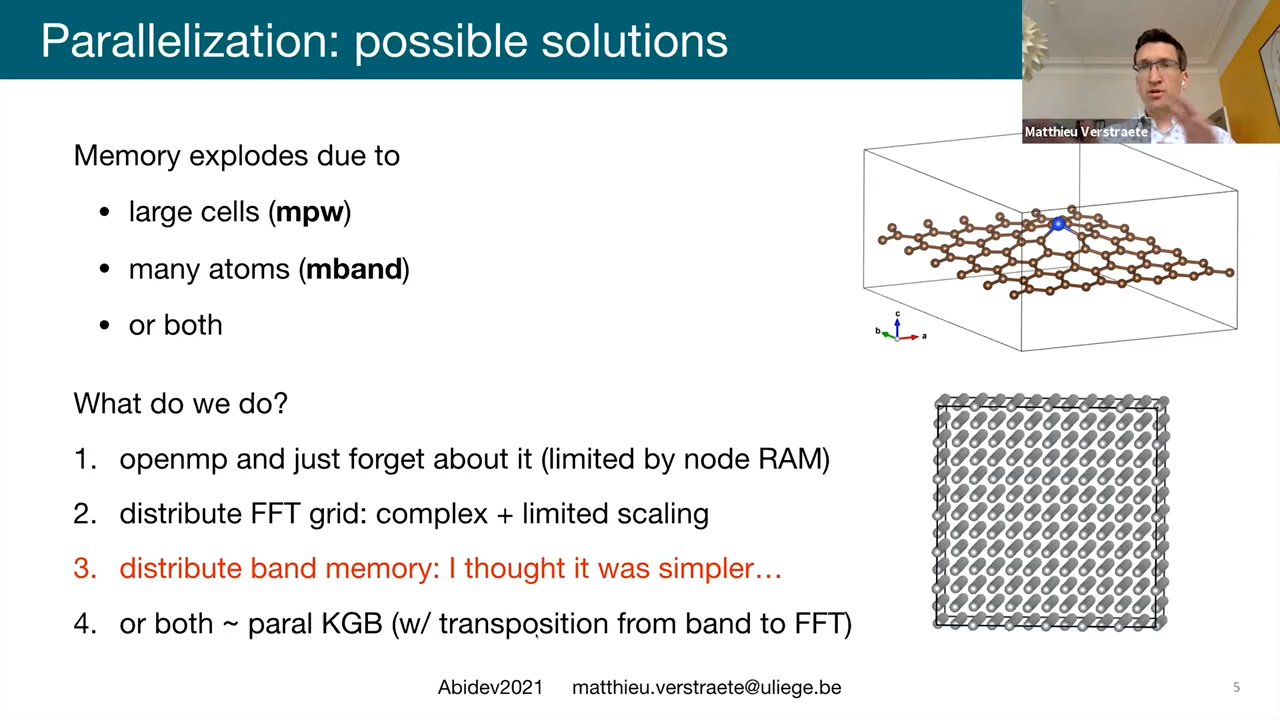 Parallelization: possible solutions
Matthieu Verstraete
Memory explodes due to
• large cells (mpw)
• many atoms (mband)
• or both
c
b
a
What do we do?
1. openmp and just forget about it (limited by node RAM)
2. distribute FFT grid: complex + limited scaling
3. distribute band memory: I thought it was simpler…
4. or both ~ paral KGB (w/ transposition from band to FFT)
Abidev2021 matthieu.verstraete@uliege.be
5